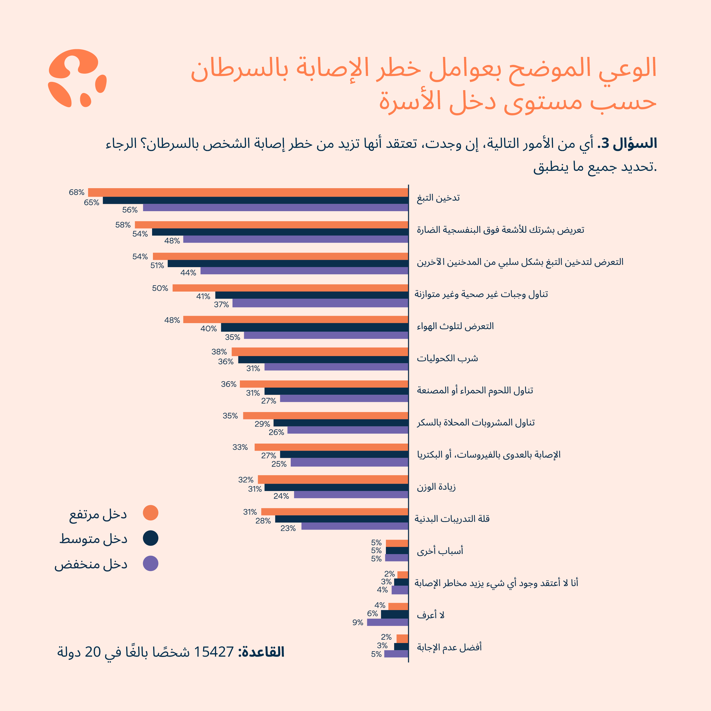 الوعي الموضح بعوامل خطر الإصابة بالسرطان
حسب مستوى دخل الأسرة
السؤال 3. أي من الأمور التالية، إن وجدت، تعتقد أنها تزيد من خطر إصابة الشخص بالسرطان؟ الرجاء
.تحديد جميع ما ينطبق
تدخين التبغ
68%
65%
56%
تعريض بشرتك للأشعة فوق البنفسجية الضارة
58%
54%
48%
التعرض لتدخين التبغ بشكل سلبي من المدخنين الآخرين
54%
51%
44%
تناول وجبات غير صحية وغير متوازنة
50%
41%
37%
التعرض لتلوث الهواء
48%
40%
35%
شرب الكحوليات
38%
36%
31%
تناول اللحوم الحمراء أو المصنعة
36%
31%
27%
تناول المشروبات المحلاة بالسكر
35%
29%
26%
الإصابة بالعدوى بالفيروسات، أو البكتريا
33%
27%
25%
زيادة الوزن
32%
31%
24%
قلة التدريبات البدنية
31%
28%
23%
أسباب أخرى
5%
5%
5%
أنا لا أعتقد وجود أي شيء يزيد مخاطر الإصابة
2%
3%
4%
لا أعرف
4%
6%
9%
أفضل عدم الإجابة
2%
3%
5%
دخل مرتفع
دخل متوسط
دخل منخفض
القاعدة: 15427 شخصًا بالغًا في 20 دولة